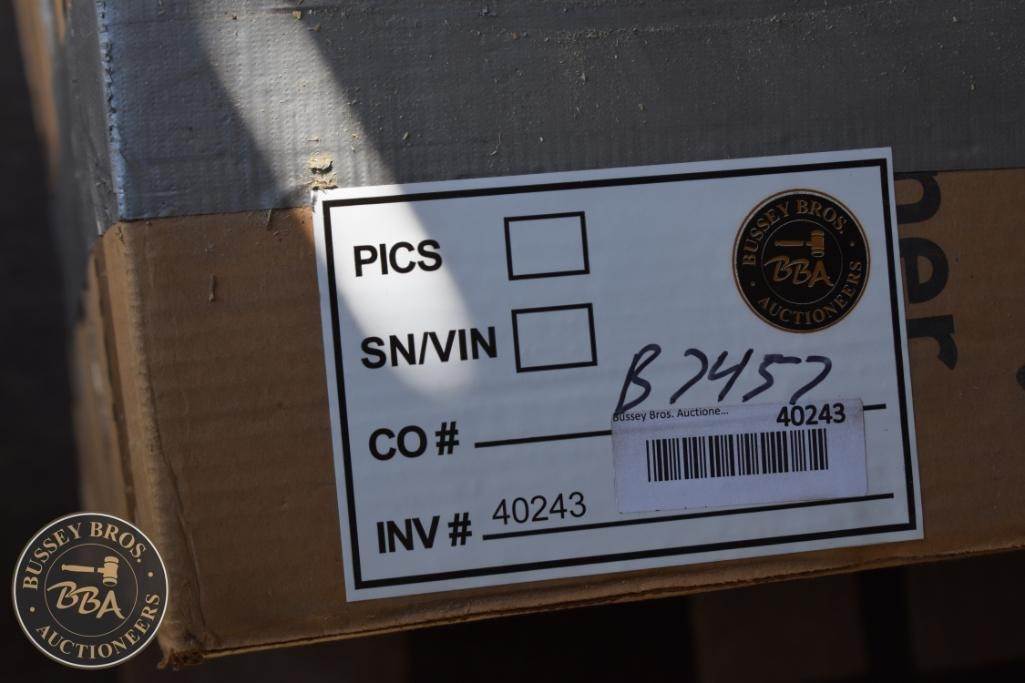 PICS
BUSSEY BROS.
BBA
AUCTIONEERS
SN/VIN
B7457
CO #
Bussey Bros. Auctione...
40243
INV # 40243
ner
BUSSEY BROS.
BBA
AUCTIONEERS